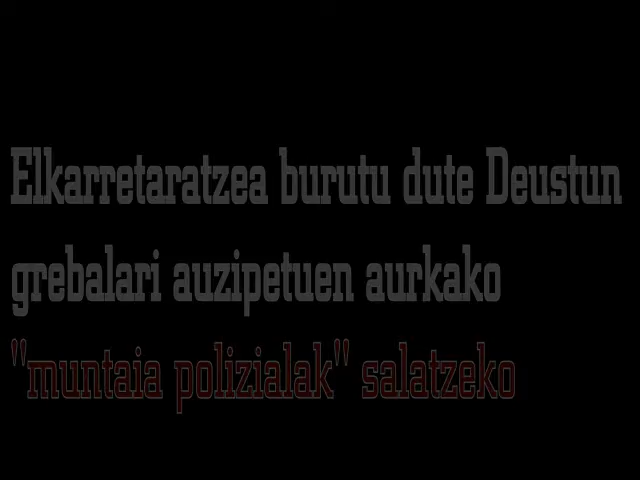 Elkarretaratzea burutu dute Deustun
grebalari auzipetuen aurkako
"muntaia polizialak" salatzeko